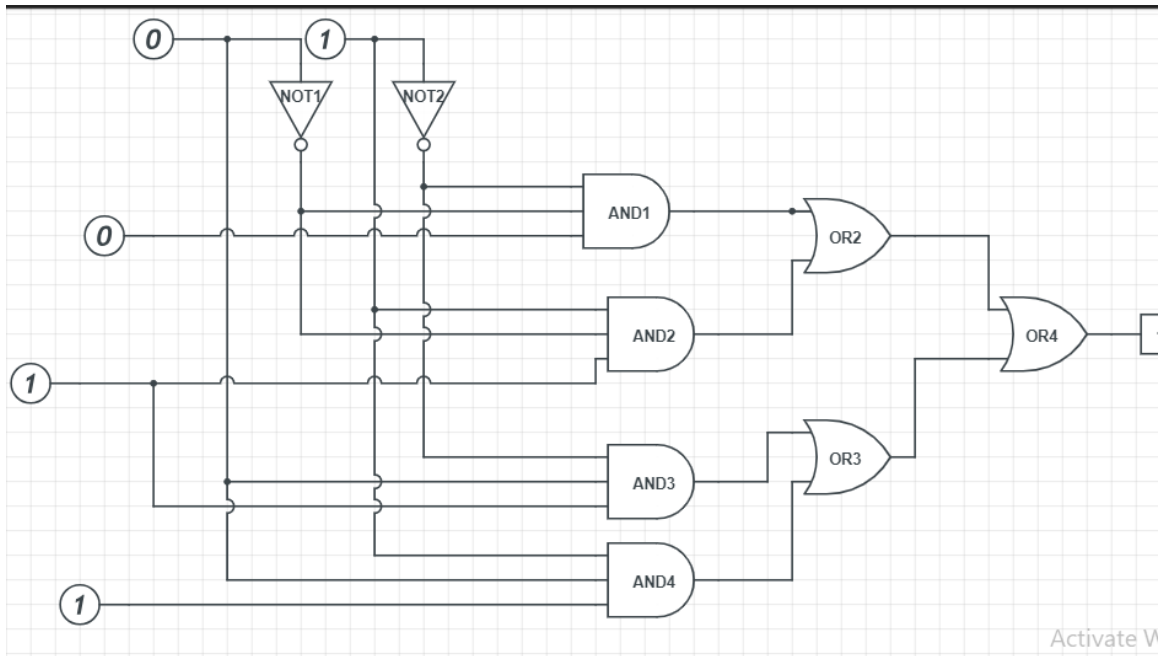 0 1
NOT1 NOT2
AND1
0
OR2
AND2
OR4
1
OR3
AND3
AND4
1
Activate W